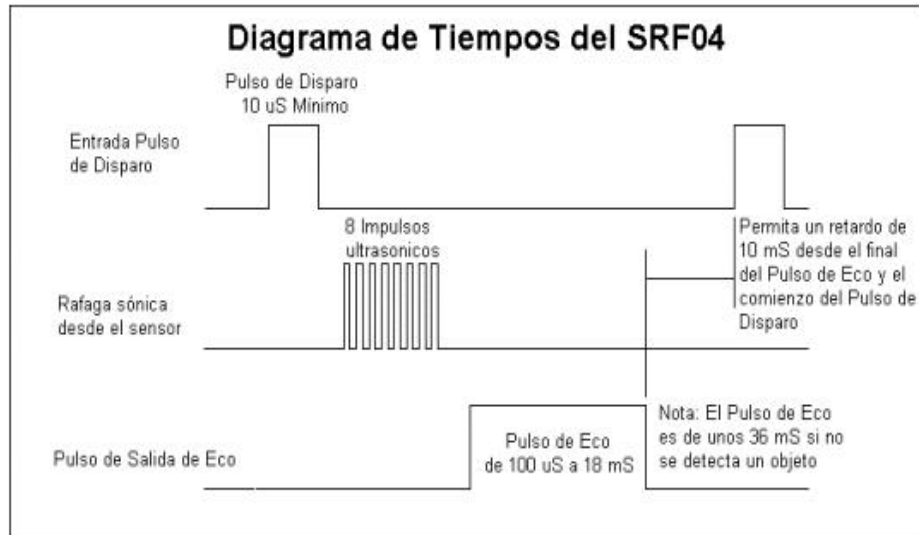 Diagrama de Tiempos del SRF04
Pulso de Disparo
10 uS Mínimo
Entrada Pulso
de Disparo
8 Impulsos
ultrasonicos
Permita un retardo de
10 mS desde el final
del Pulso de Eco y el
comienzo del Pulso de
Disparo
Rafaga sónica
desde el sensor
Pulso de Salida de Eco
Pulso de Eco
de 100 uS a 18 mS
Nota: El Pulso de Eco
es de unos 36 mS si no
se detecta un objeto